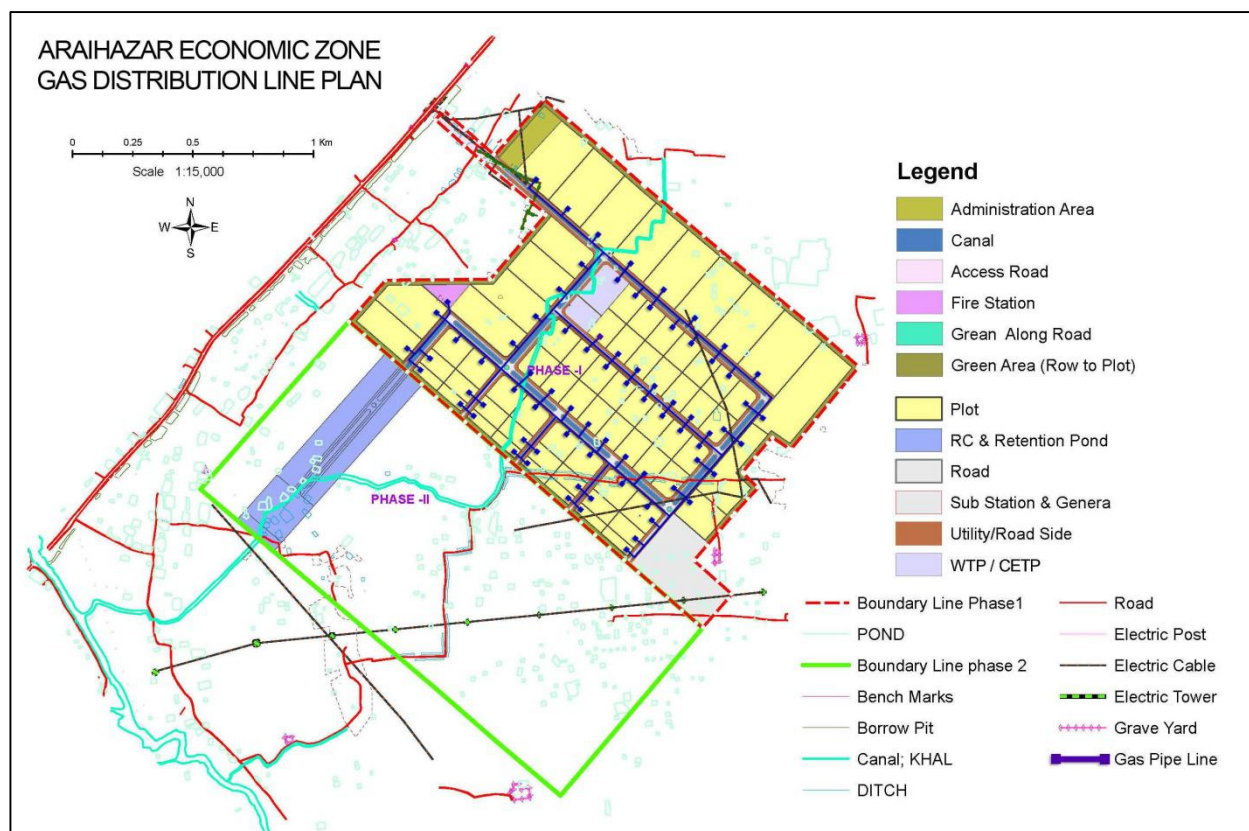 ARAIHAZAR ECONOMIC ZONE
GAS DISTRIBUTION LINE PLAN
0 0.25 0.5 1 Km
Scale 1:15,000
N
W E
S
PHASE -I
PHASE -II
Legend
Administration Area
Canal
Access Road
Fire Station
Grean Along Road
Green Area (Row to Plot)
Plot
RC & Retention Pond
Road
Sub Station & Genera
Utility/Road Side
WTP / CETP
Boundary Line Phase1
POND
Boundary Line phase 2
Bench Marks
Borrow Pit
Canal; KHAL
DITCH
Road
Electric Post
Electric Cable
Electric Tower
Grave Yard
Gas Pipe Line